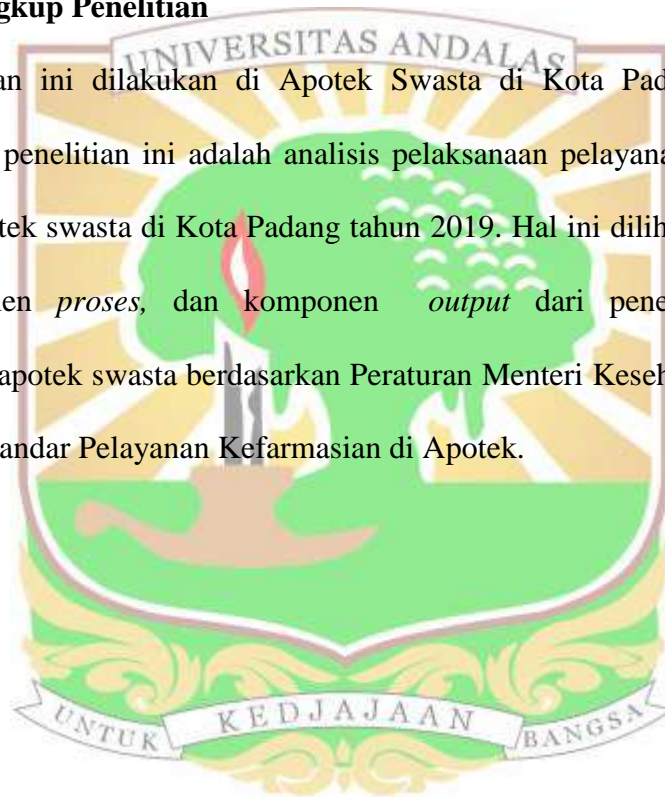 gkup Penelitian
UNIVERSITAS ANDALAS
an ini dilakukan di Apotek Swasta di Kota Pad
penelitian ini adalah analisis pelaksanaan pelayana
tek swasta di Kota Padang tahun 2019. Hal ini dilih
en proses, dan komponen output dari pene
apotek swasta berdasarkan Peraturan Menteri Keseh
andar Pelayanan Kefarmasian di Apotek.
UNTUK KEDJAJAAN BANGSA